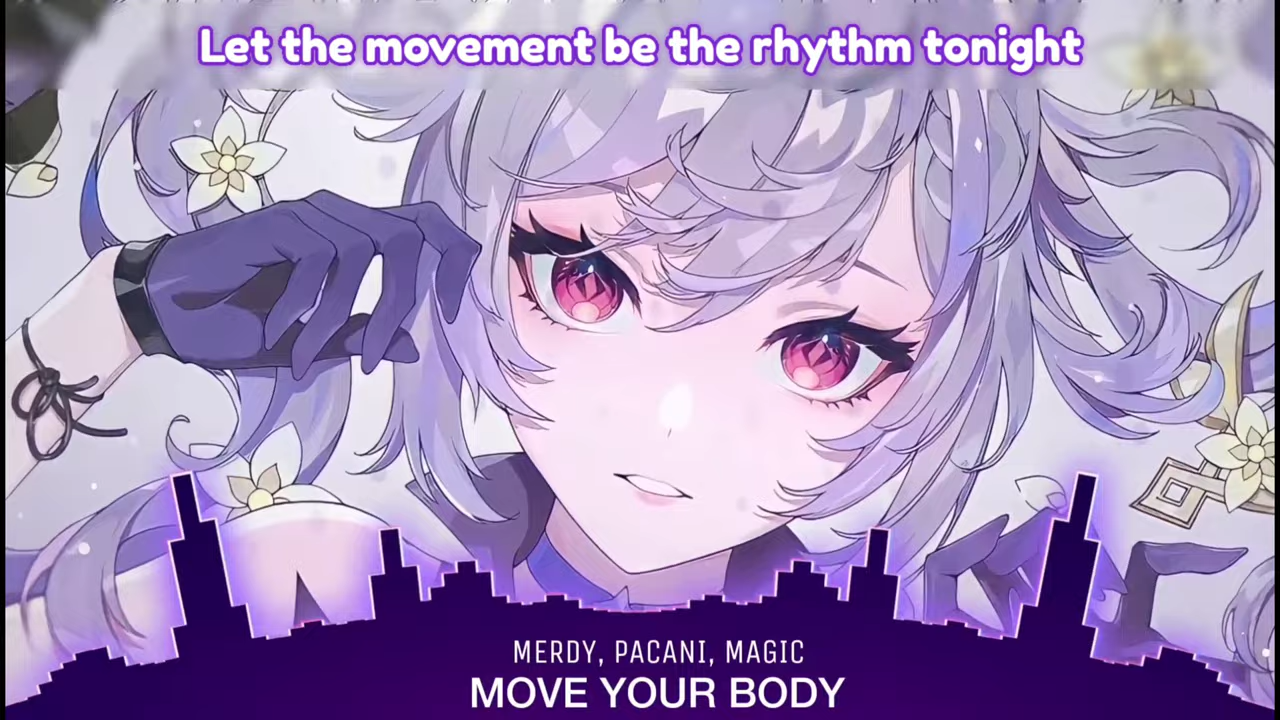 Let the movement be the rhythm tonight
MERDY, PACANI, MAGIC
MOVE YOUR BODY